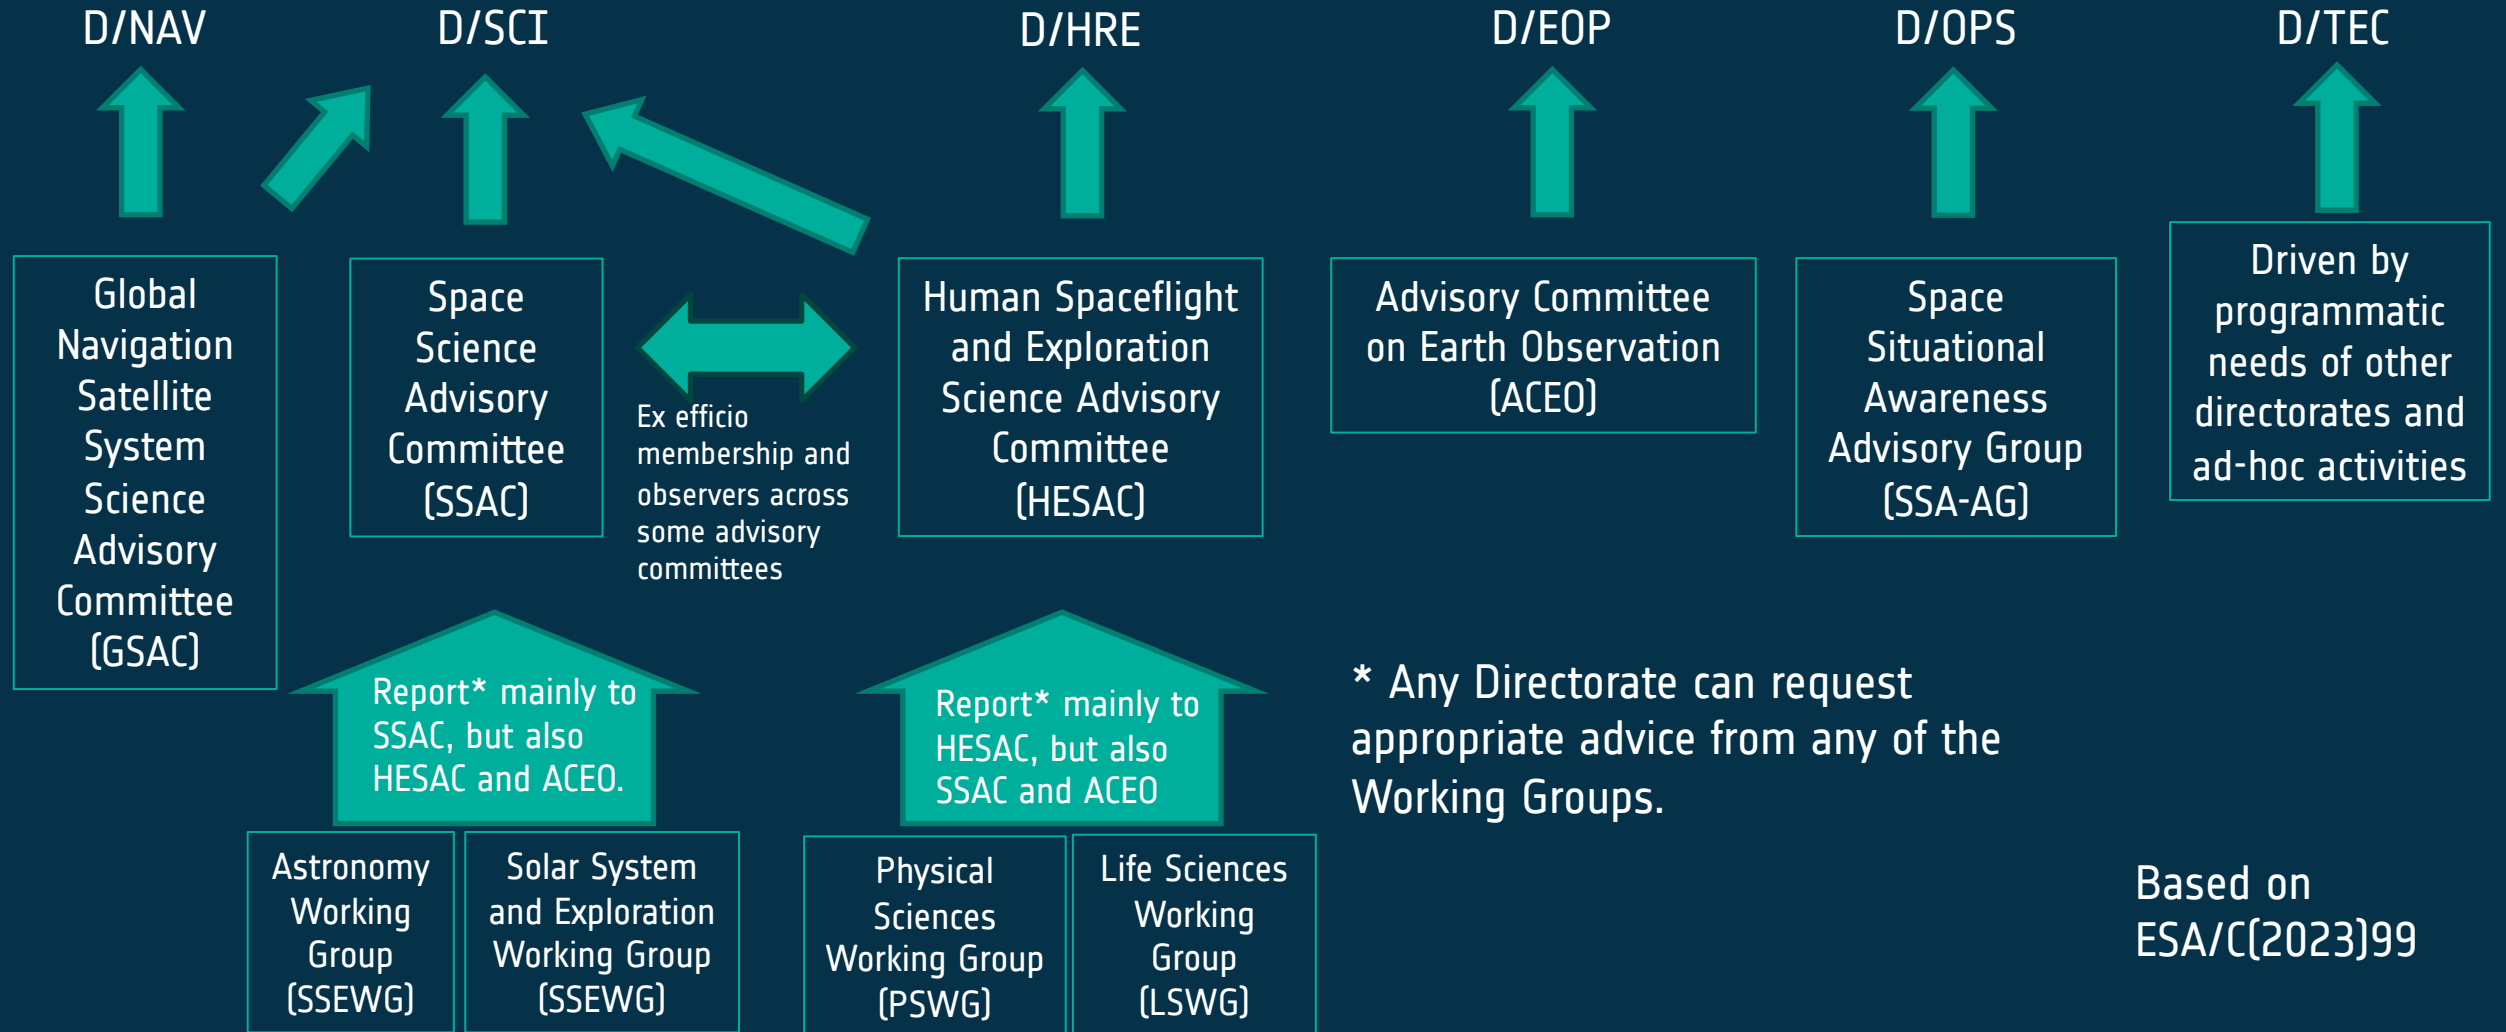 D/NAV
D/SCI
D/HRE
D/EOP
D/OPS
D/TEC
Global
Navigation
Satellite
System
Science
Advisory
Committee
(GSAC)
Space
Science
Advisory
Committee
(SSAC)
Ex efficio
membership and
observers across
some advisory
committees
Human Spaceflight
and Exploration
Science Advisory
Committee
(HESAC)
Advisory Committee
on Earth Observation
(ACEO)
Space
Situational
Awareness
Advisory Group
(SSA-AG)
Driven by
programmatic
needs of other
directorates and
ad-hoc activities
Report* mainly to
SSAC, but also
HESAC and ACEO.
Report* mainly to
HESAC, but also
SSAC and ACEO
* Any Directorate can request
appropriate advice from any of the
Working Groups.
Astronomy
Working
Group
(SSEWG)
Solar System
and Exploration
Working Group
(SSEWG)
Physical
Sciences
Working Group
(PSWG)
Life Sciences
Working
Group
(LSWG)
Based on
ESA/C(2023)99